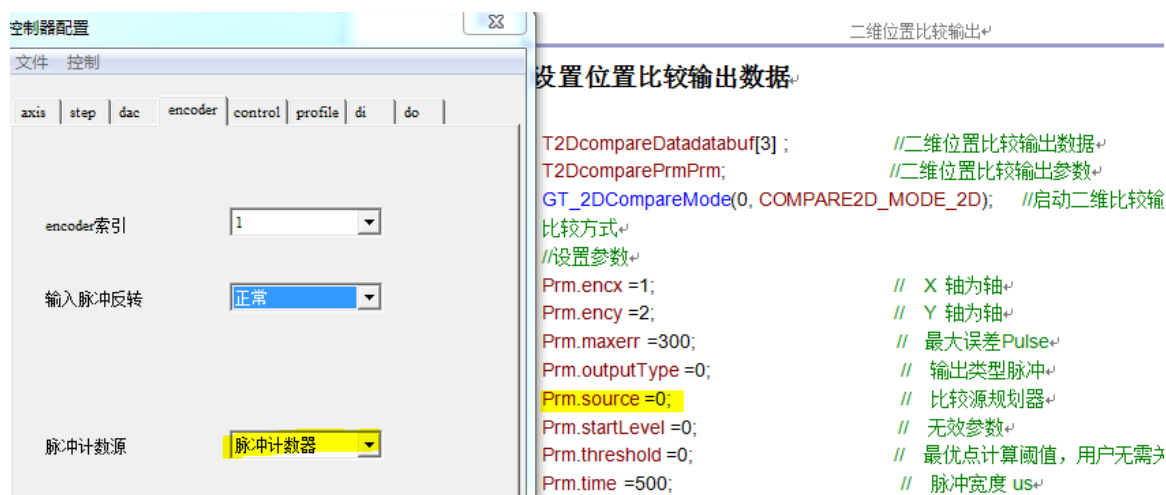 控制器配置
文件 控制
axis step dac encoder control profile di do
encoder索引 1
输入脉冲反转 正常
脉冲计数源 脉冲计数器
二维位置比较输出↵
设置位置比较输出数据↵
T2DcompareDatadatabuf[3] ; //二维位置比较输出数据↵
T2DcomparePrmPrm; //二维位置比较输出参数↵
GT_2DCompareMode(0, COMPARE2D_MODE_2D); //启动二维比较输
比较方式↵
//设置参数↵
Prm.encx =1; // X 轴为轴↵
Prm.ency =2; // Y 轴为轴↵
Prm.maxerr =300; // 最大误差Pulse↵
Prm.outputType =0; // 输出类型脉冲↵
Prm.source =0; // 比较源规划器↵
Prm.startLevel =0; // 无效参数↵
Prm.threshold =0; // 最优点计算阈值，用户无需关
Prm.time =500; // 脉冲宽度 us↵